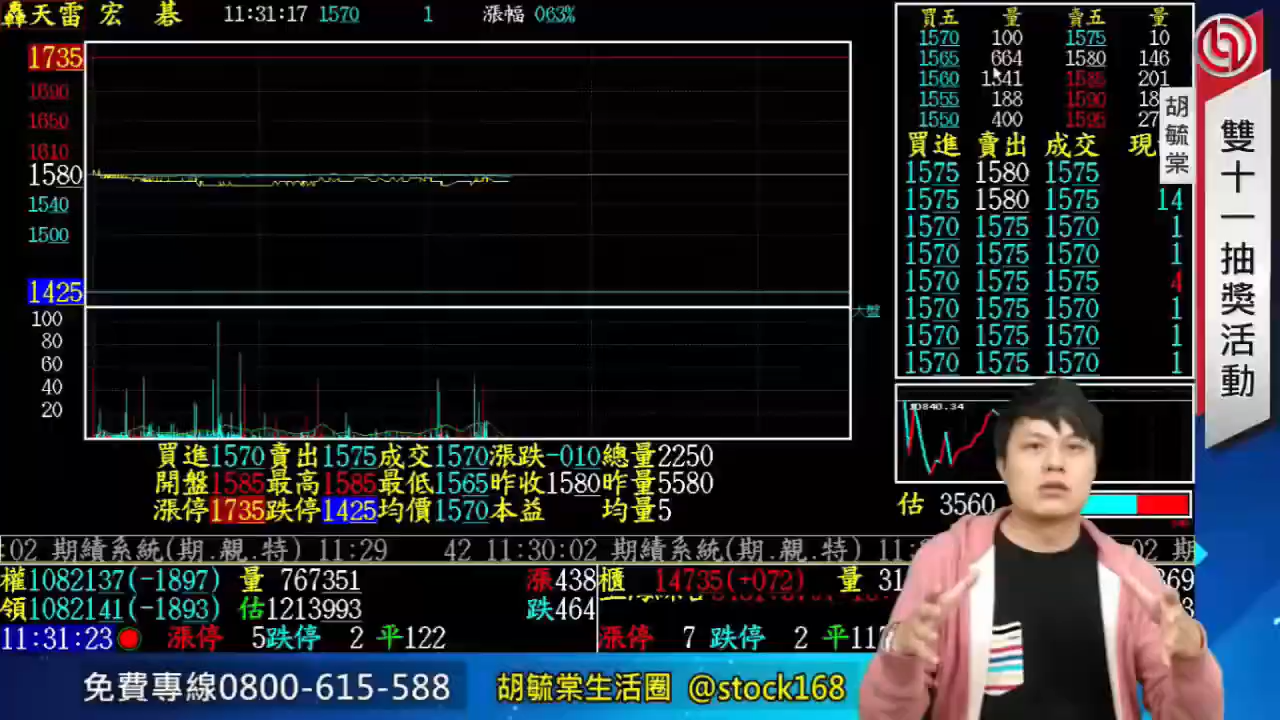 轟天雷 宏 碁 11:31:17 1570 1 漲幅 063%
1735
1690
1650
1610
1580
1540
1500
1425
100
80
60
40
20
大盤
買五 量 賣五 量
1570 100 1575 10
1565 664 1580 146
1560 1341 1585 201
1555 188 1590
1550 400 1595
買進 賣出 成交
1575 1580 1575
1575 1580 1575 14
1570 1575 1570 1
1570 1575 1570 1
1570 1575 1570 4
1570 1575 1570 1
1570 1575 1570 1
1570 1575 1570 1
胡毓棠
雙十一抽獎活動
10840.34
估 3560
買進1570賣出1575成交1570漲跌-010總量2250
開盤1585最高1585最低1565昨收1580昨量5580
漲停1735跌停1425均價1570本益 均量5
:02 期績系統(期.親.特) 11:29 42 11:30:02 期績系統(期.親.特)
權1082137(-1897) 量 767351 漲438
領1082141(-1893) 估1213993 跌464
11:31:23 漲停 5跌停 2 平122
櫃 14735(+072) 量
漲停 7 跌停 2
免費專線0800-615-588 胡毓棠生活圈 @stock168